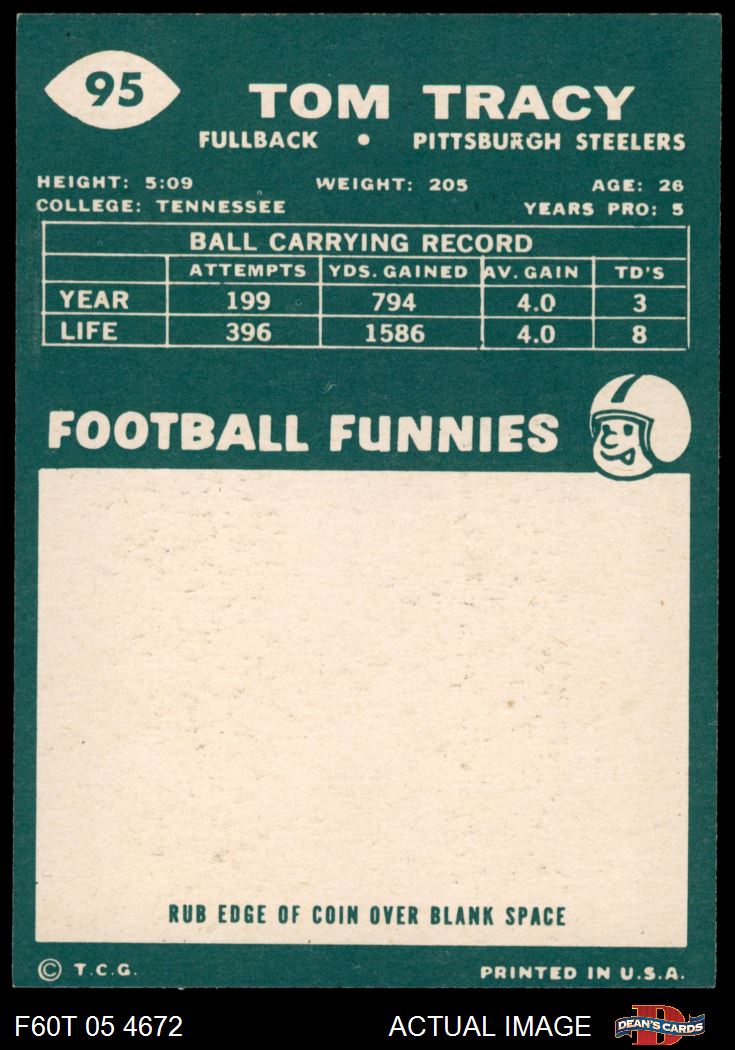 95
TOM TRACY
FULLBACK • PITTSBURGH STEELERS
HEIGHT: 5:09 WEIGHT: 205 AGE: 26
COLLEGE: TENNESSEE YEARS PRO: 5
BALL CARRYING RECORD
ATTEMPTS YDS. GAINED AV. GAIN TD'S
YEAR 199 794 4.0 3
LIFE 396 1586 4.0 8
FOOTBALL FUNNIES
RUB EDGE OF COIN OVER BLANK SPACE
© T.C.G. PRINTED IN U.S.A.
F60T 05 4672 ACTUAL IMAGE D DEAN'S CARDS